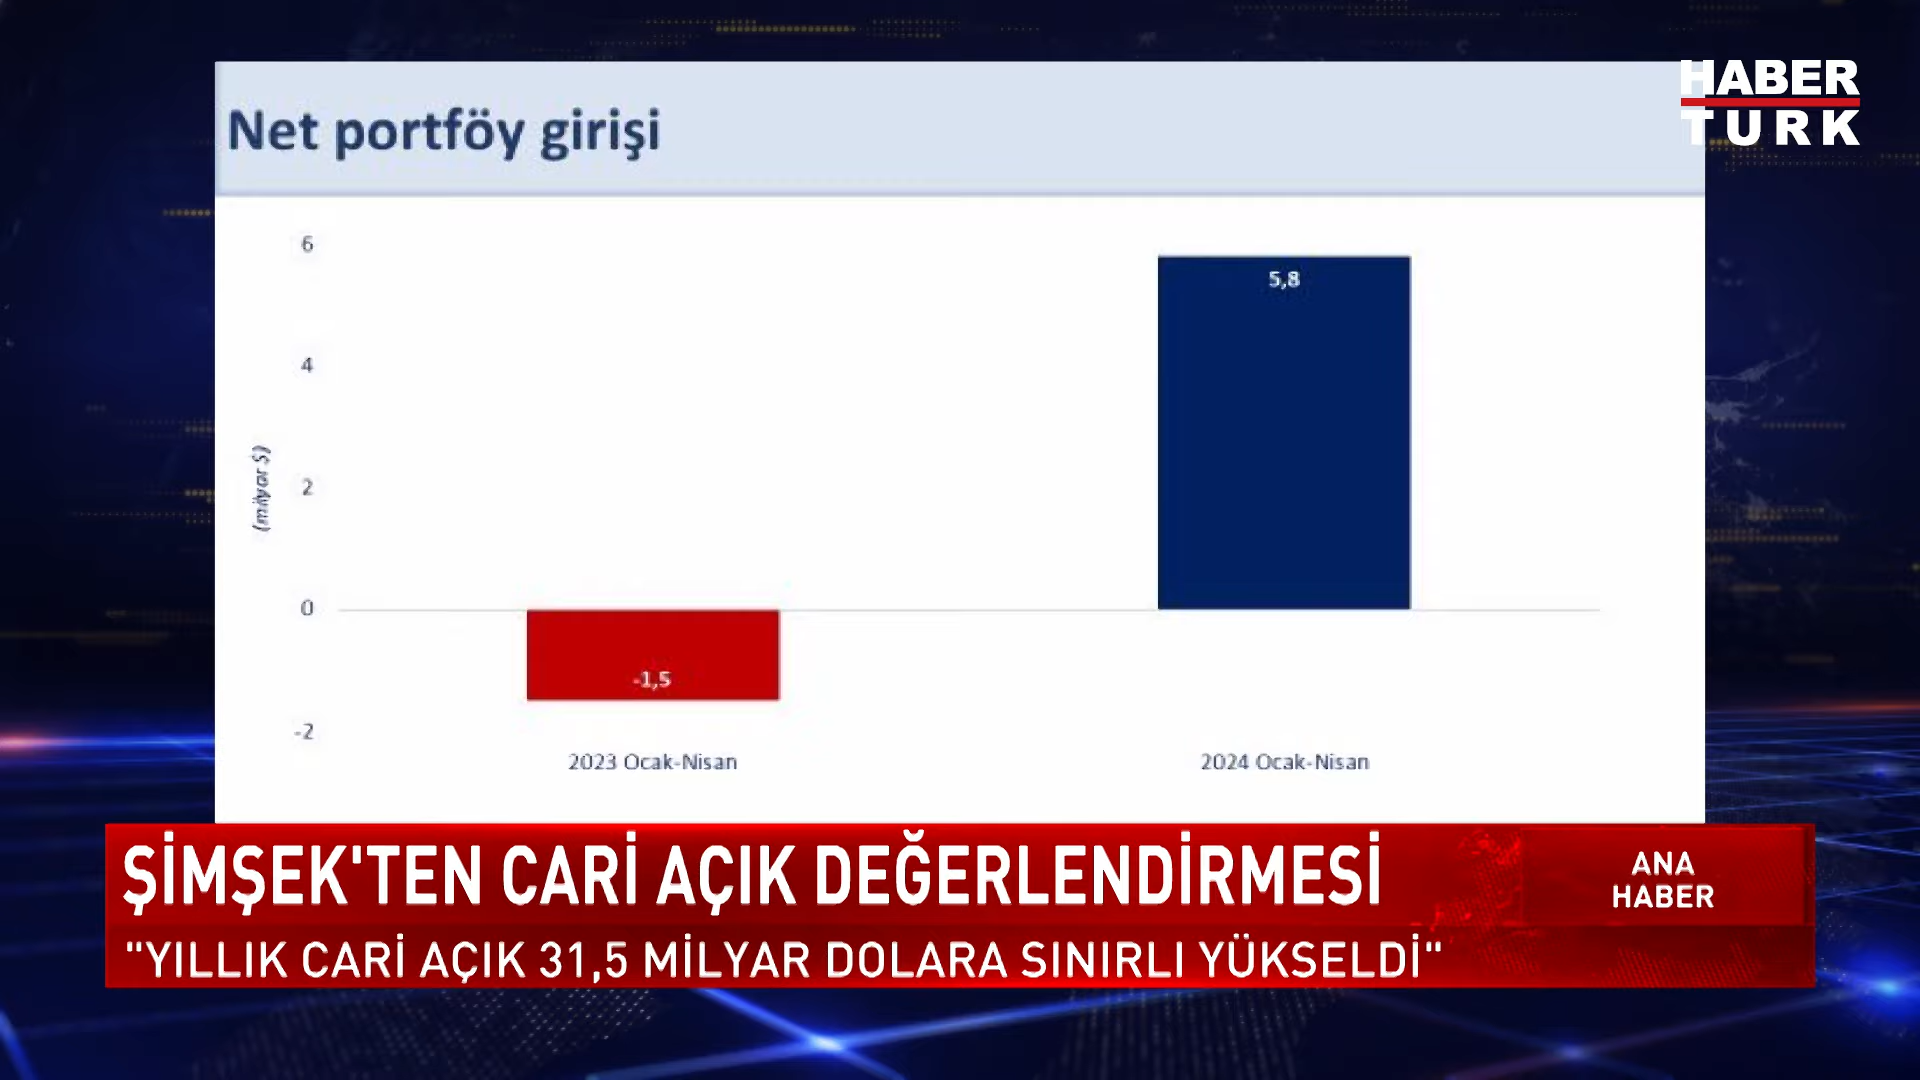 HABER
TURK
Net portföy girişi
6
4
2
0
-2
(milyar $)
5,8
-1,5
2023 Ocak-Nisan
2024 Ocak-Nisan
ŞİMŞEK'TEN CARİ AÇIK DEĞERLENDİRMESİ
"YILLIK CARİ AÇIK 31,5 MİLYAR DOLARA SINIRLI YÜKSELDİ"
ANA
HABER